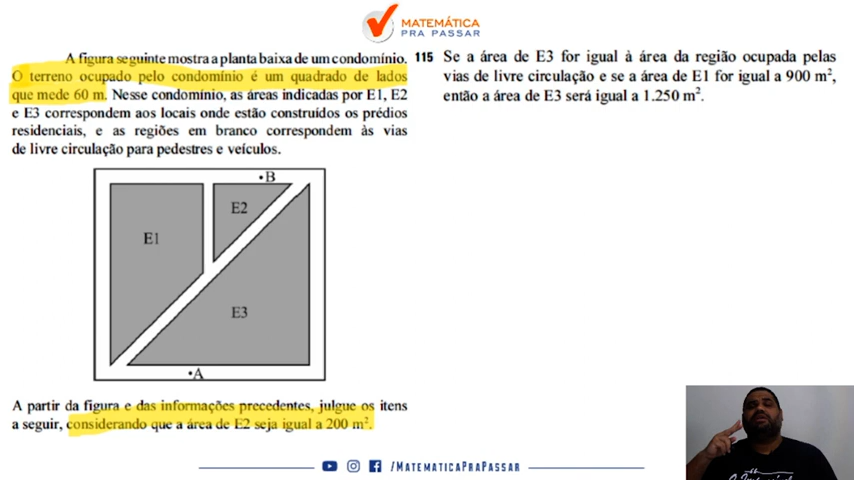 MATEMÁTICA
PRA PASSAR
A figura seguinte mostra a planta baixa de um condomínio.
O terreno ocupado pelo condomínio é um quadrado de lados
que mede 60 m. Nesse condomínio, as áreas indicadas por E1, E2
e E3 correspondem aos locais onde estão construídos os prédios
residenciais, e as regiões em branco correspondem às vias
de livre circulação para pedestres e veículos.
B
E1
E2
E3
A
A partir da figura e das informações precedentes, julgue os itens
a seguir, considerando que a área de E2 seja igual a 200 m².
115 Se a área de E3 for igual à área da região ocupada pelas
vias de livre circulação e se a área de E1 for igual a 900 m²,
então a área de E3 será igual a 1.250 m².
/MatematicaPraPassar